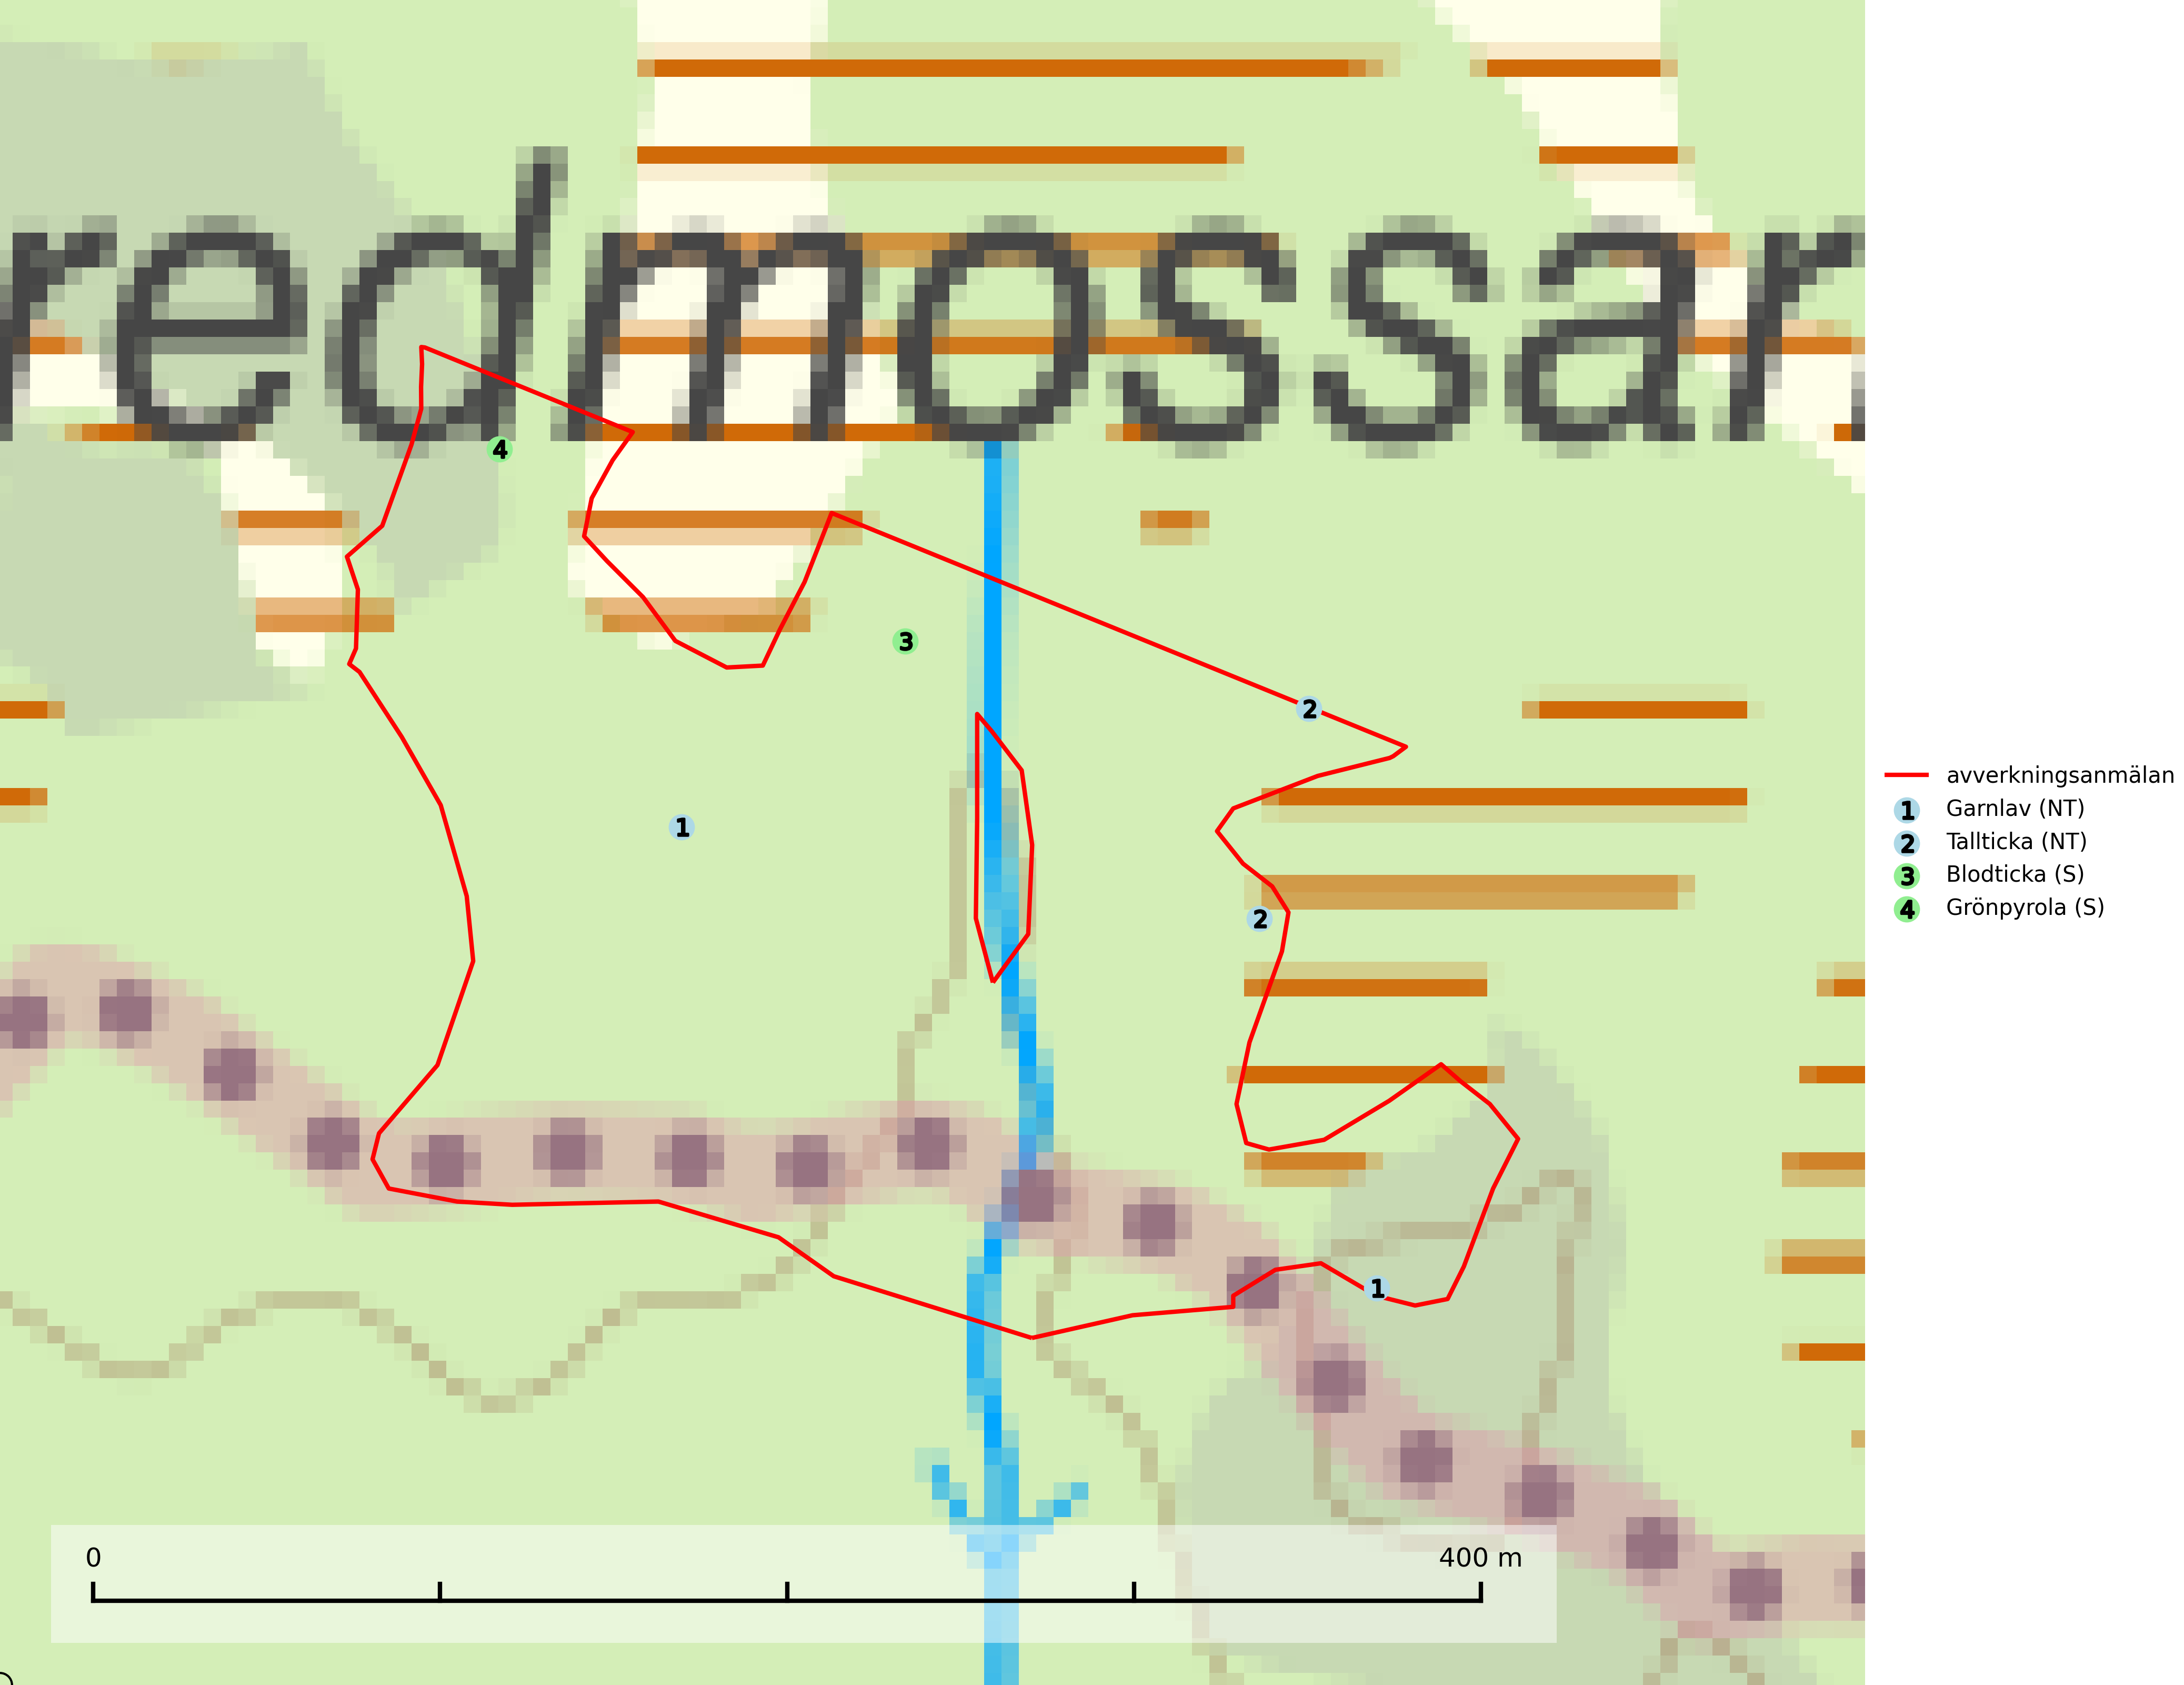 redmossar
4
3
2
1
2
1
avverkningsanmälan
1 Garnlav (NT)
2 Tallticka (NT)
3 Blodticka (S)
4 Grönpyrola (S)
0 400 m